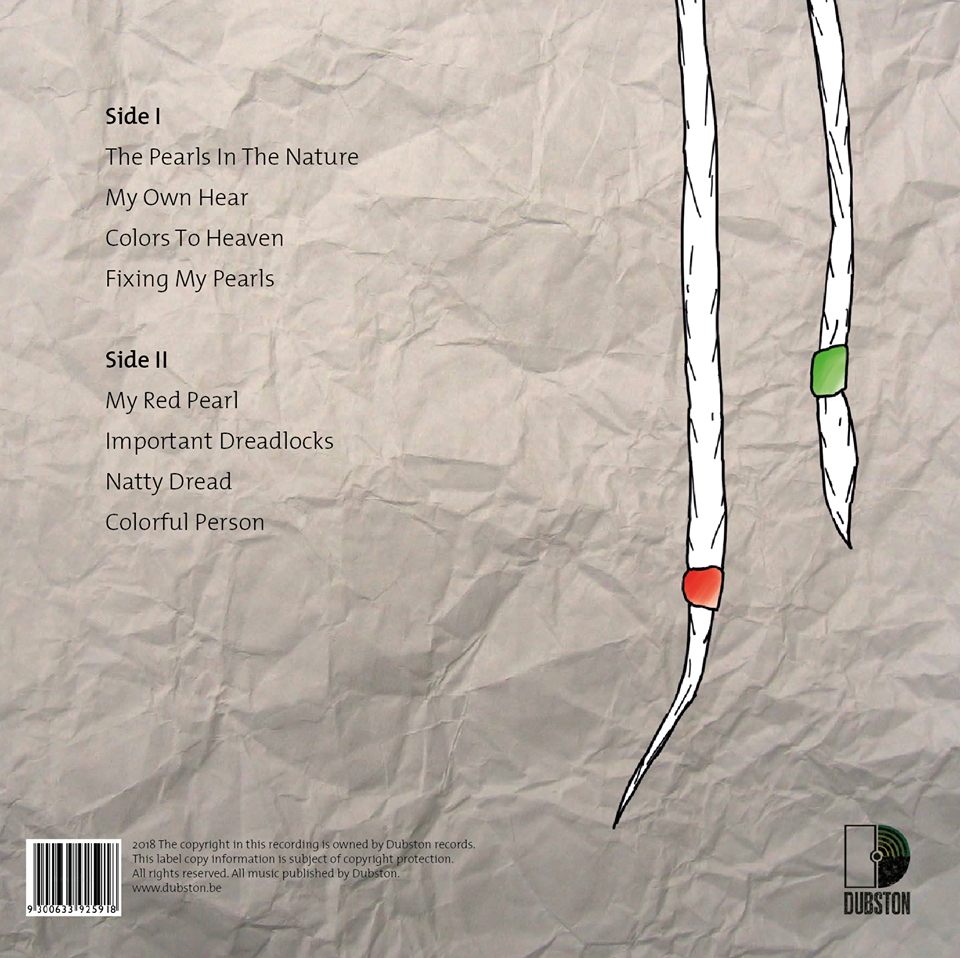 Side I
The Pearls In The Nature
My Own Hear
Colors To Heaven
Fixing My Pearls
Side II
My Red Pearl
Important Dreadlocks
Natty Dread
Colorful Person
2018 The copyright in this recording is owned by Dubston records.
This label copy information is subject of copyright protection.
All rights reserved. All music published by Dubston.
www.dubston.be
9 300633 925918
DUBSTON